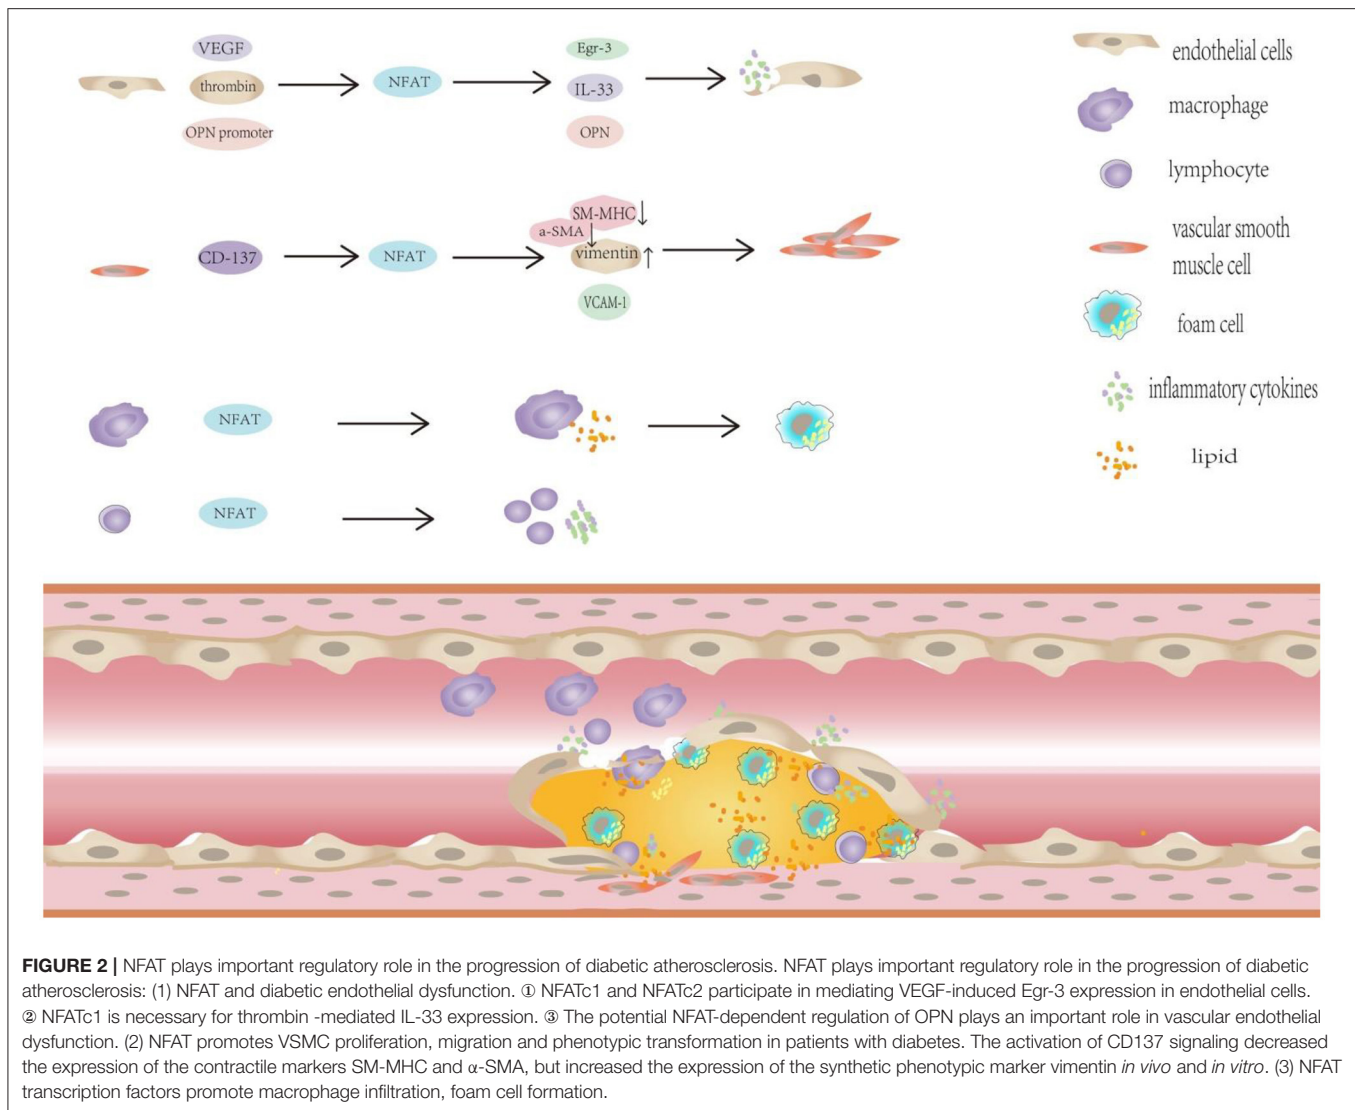 VEGF
thrombin
OPN promoter
NFAT
Egr-3
IL-33
OPN
endothelial cells
macrophage
lymphocyte
CD-137
NFAT
SM-MHC
a-SMA
vimentin
VCAM-1
vascular smooth
muscle cell
foam cell
NFAT
inflammatory cytokines
lipid
NFAT
FIGURE 2 | NFAT plays important regulatory role in the progression of diabetic atherosclerosis. NFAT plays important regulatory role in the progression of diabetic
atherosclerosis: (1) NFAT and diabetic endothelial dysfunction. ① NFATc1 and NFATc2 participate in mediating VEGF-induced Egr-3 expression in endothelial cells.
② NFATc1 is necessary for thrombin -mediated IL-33 expression. ③ The potential NFAT-dependent regulation of OPN plays an important role in vascular endothelial
dysfunction. (2) NFAT promotes VSMC proliferation, migration and phenotypic transformation in patients with diabetes. The activation of CD137 signaling decreased
the expression of the contractile markers SM-MHC and α-SMA, but increased the expression of the synthetic phenotypic marker vimentin in vivo and in vitro. (3) NFAT
transcription factors promote macrophage infiltration, foam cell formation.